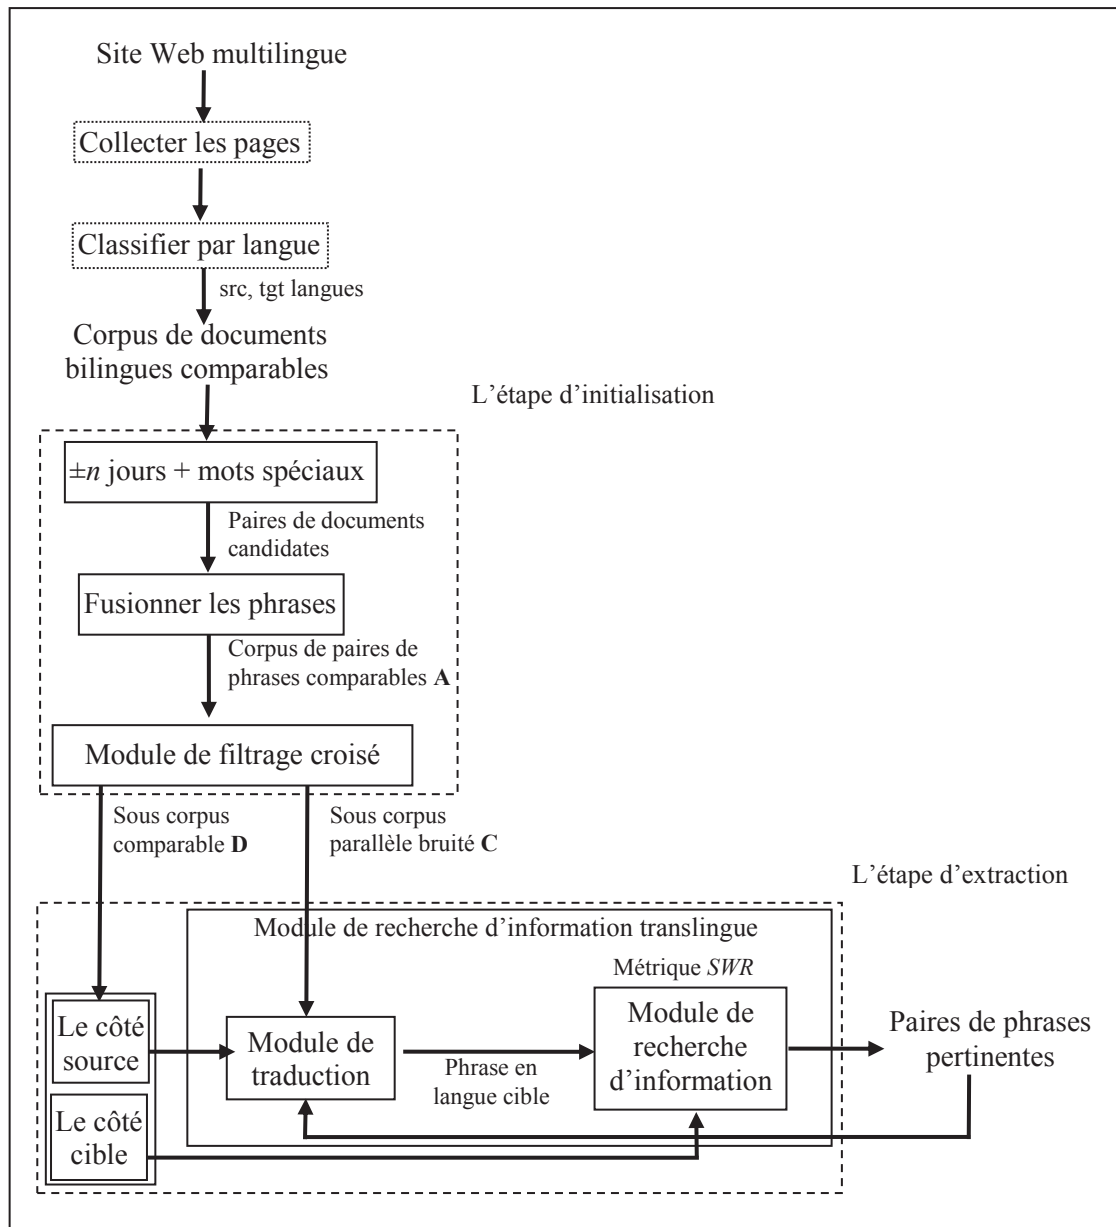 Site Web multilingue
Collecter les pages
Classifier par langue
src, tgt langues
Corpus de documents
bilingues comparables
L’étape d’initialisation
±n jours + mots spéciaux
Paires de documents
candidates
Fusionner les phrases
Corpus de paires de
phrases comparables A
Module de filtrage croisé
Sous corpus
comparable D
Sous corpus
parallèle bruité C
L’étape d’extraction
Module de recherche d’information translingue
Métrique SWR
Le côté
source
Module de
traduction
Phrase en
langue cible
Module de
recherche
d’information
Paires de phrases
pertinentes
Le côté
cible